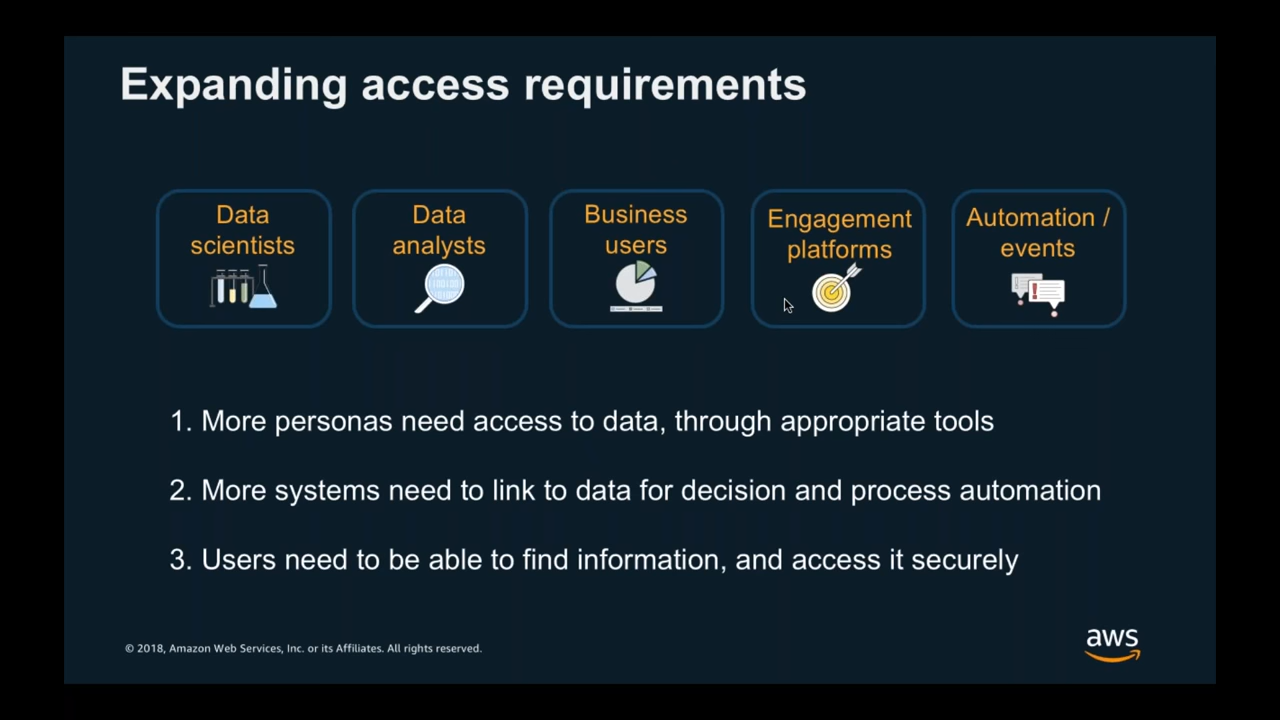 Expanding access requirements
Data
scientists
Data
analysts
Business
users
Engagement
platforms
Automation /
events
1. More personas need access to data, through appropriate tools
2. More systems need to link to data for decision and process automation
3. Users need to be able to find information, and access it securely
© 2018, Amazon Web Services, Inc. or its Affiliates. All rights reserved.
aws